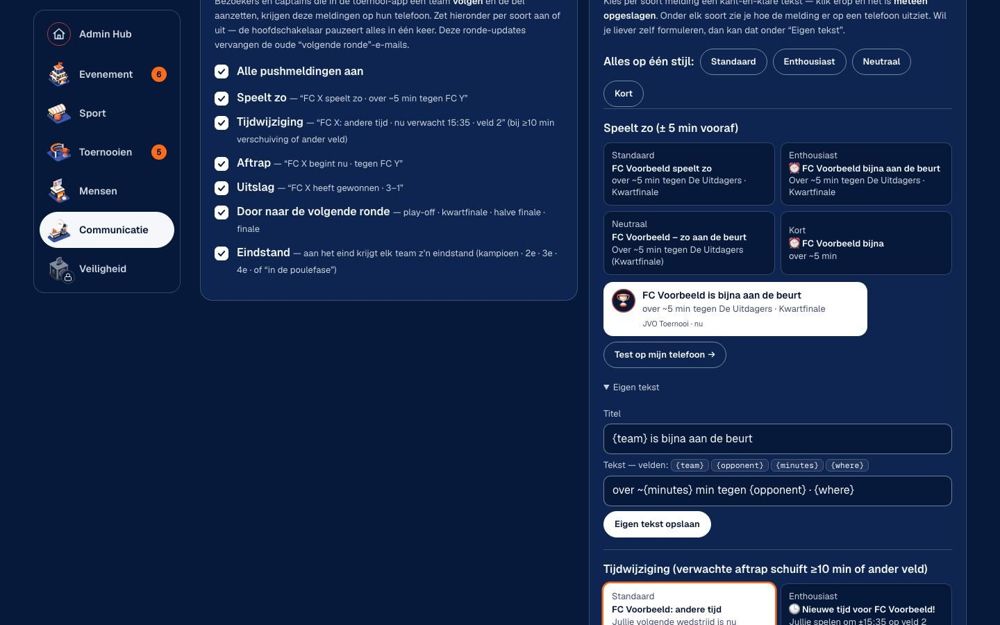 Admin Hub
Evenement 6
Sport
Toernooien 5
Mensen
Communicatie
Veiligheid
Bezoekers en captains die in de toernooi-app een team volgen en de bel
aanzetten, krijgen deze meldingen op hun telefoon. Zet hieronder per soort aan of
uit — de hoofdschakelaar pauzeert alles in één keer. Deze ronde-updates
vervangen de oude “volgende ronde”-e-mails.
Alle pushmeldingen aan
Speelt zo — “FC X speelt zo · over ~5 min tegen FC Y”
Tijdwijziging — “FC X: andere tijd · nu verwacht 15:35 · veld 2” (bij ≥10 min
verschuiving of ander veld)
Aftrap — “FC X begint nu · tegen FC Y”
Uitslag — “FC X heeft gewonnen · 3–1”
Door naar de volgende ronde — play-off · kwartfinale · halve finale ·
finale
Eindstand — aan het eind krijgt elk team z’n eindstand (kampioen · 2e · 3e ·
4e · of “in de poulefase”)
Kies per soort melding een kant-en-klare tekst — klik erop en het is meteen
opgeslagen. Onder elk soort zie je hoe de melding er op een telefoon uitziet. Wil
je liever zelf formuleren, dan kan dat onder “Eigen tekst”.
Alles op één stijl: Standaard Enthousiast Neutraal
Kort
Speelt zo (± 5 min vooraf)
Standaard
FC Voorbeeld speelt zo
over ~5 min tegen De Uitdagers ·
Kwartfinale
Enthousiast
⏰ FC Voorbeeld bijna aan de beurt
Over ~5 min tegen De Uitdagers ·
Kwartfinale
Neutraal
FC Voorbeeld – zo aan de beurt
Over ~5 min tegen De Uitdagers
(Kwartfinale)
Kort
⏰ FC Voorbeeld bijna
over ~5 min
FC Voorbeeld is bijna aan de beurt
over ~5 min tegen De Uitdagers · Kwartfinale
JVO Toernooi · nu
Test op mijn telefoon →
▼ Eigen tekst
Titel
{team} is bijna aan de beurt
Tekst — velden: {team} {opponent} {minutes} {where}
over ~{minutes} min tegen {opponent} · {where}
Eigen tekst opslaan
Tijdwijziging (verwachte aftrap schuift ≥10 min of ander veld)
Standaard
FC Voorbeeld: andere tijd
Jullie volgende wedstrijd is nu
Enthousiast
🕒 Nieuwe tijd voor FC Voorbeeld!
Jullie spelen om ±15:35 op veld 2